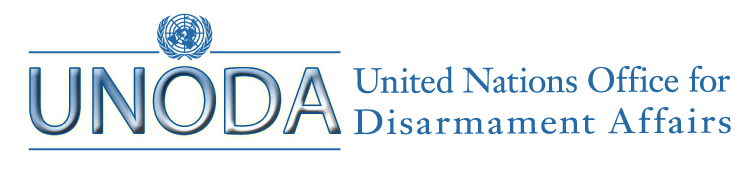 UNODA
United Nations Office for
Disarmament Affairs